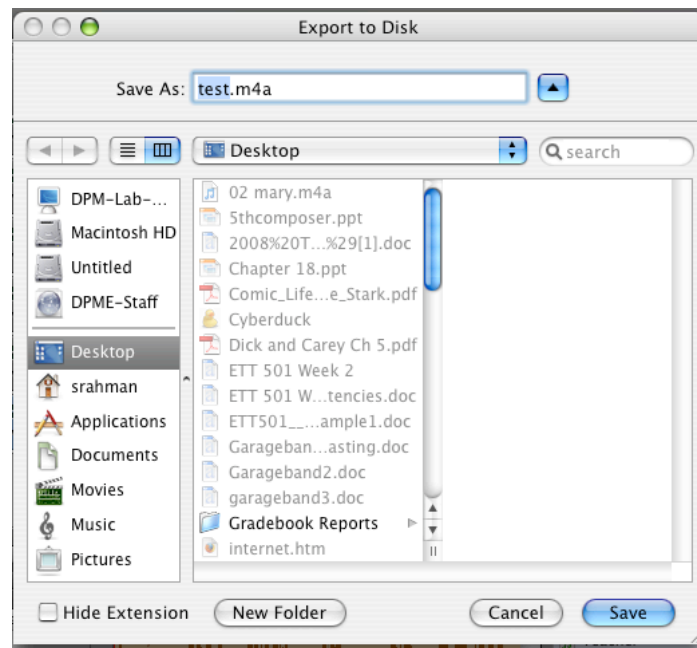 Export to Disk
Save As: test.m4a
Desktop
search
DPM-Lab-...
Macintosh HD
Untitled
DPME-Staff
Desktop
srahman
Applications
Documents
Movies
Music
Pictures
02 mary.m4a
5thcomposer.ppt
2008%20T...%29[1].doc
Chapter 18.ppt
Comic_Life...e_Stark.pdf
Cyberduck
Dick and Carey Ch 5.pdf
ETT 501 Week 2
ETT 501 W...tencies.doc
ETT501__...ample1.doc
Garageban...asting.doc
Garageband2.doc
garageband3.doc
Gradebook Reports
internet.htm
Hide Extension
New Folder
Cancel
Save